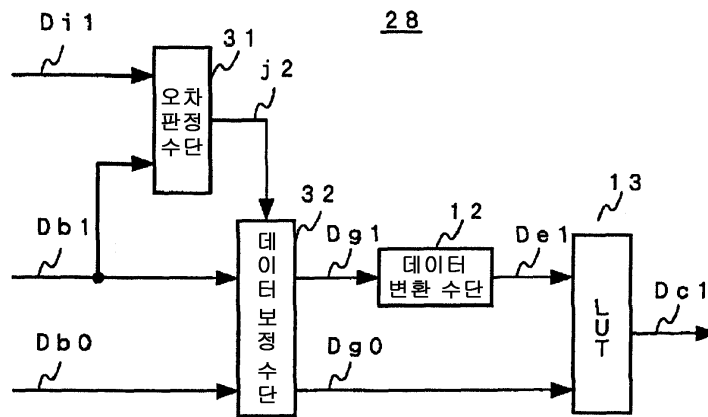 28
Di1
31
j2
오차
판정
수단
Db1
32
데이터 보정 수단
Dg1
12
데이터
변환 수단
De1
13
LUT
Dc1
Db0
Dg0